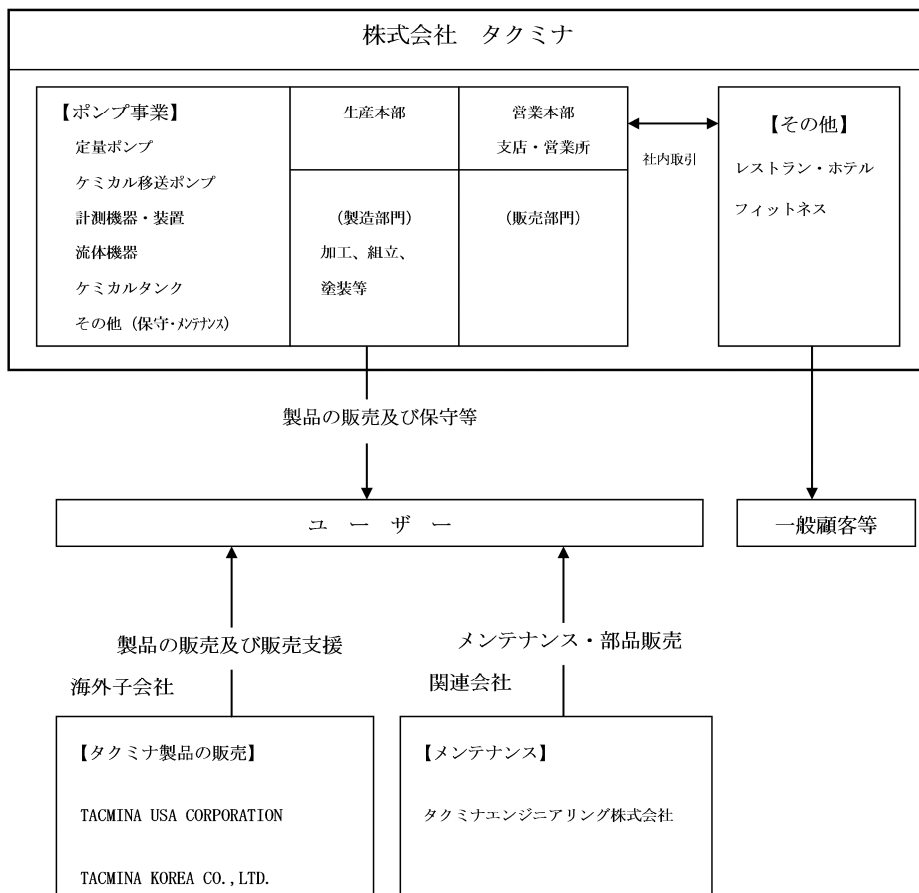 株式会社　タクミナ
【ポンプ事業】
定量ポンプ
ケミカル移送ポンプ
計測機器・装置
流体機器
ケミカルタンク
その他（保守・メンテナンス）
生産本部
（製造部門）
加工、組立、
塗装等
営業本部
支店・営業所
（販売部門）
社内取引
【その他】
レストラン・ホテル
フィットネス
製品の販売及び保守等
ユ　ー　ザ　ー
一般顧客等
製品の販売及び販売支援
海外子会社
メンテナンス・部品販売
関連会社
【タクミナ製品の販売】
TACMINA USA CORPORATION
TACMINA KOREA CO.,LTD.
【メンテナンス】
タクミナエンジニアリング株式会社